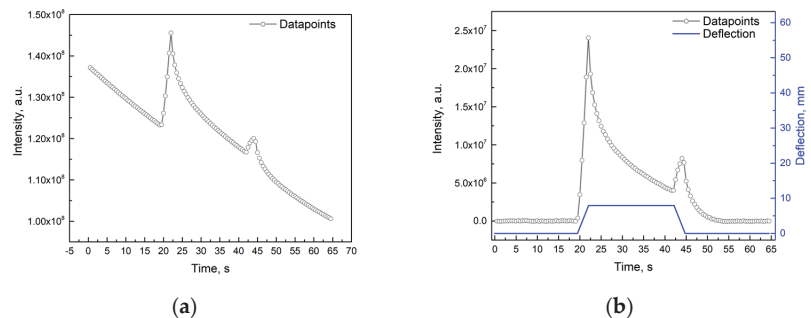 1.50x10⁸
1.40x10⁸
1.30x10⁸
1.20x10⁸
1.10x10⁸
1.00x10⁸
Intensity, a.u.
Datapoints
-5 0 5 10 15 20 25 30 35 40 45 50 55 60 65 70
Time, s
(a)
2.5x10⁷
2.0x10⁷
1.5x10⁷
1.0x10⁷
5.0x10⁶
0.0
Intensity, a.u.
Datapoints
Deflection
60
50
40
30
20
10
0
Deflection, mm
0 5 10 15 20 25 30 35 40 45 50 55 60 65
Time, s
(b)